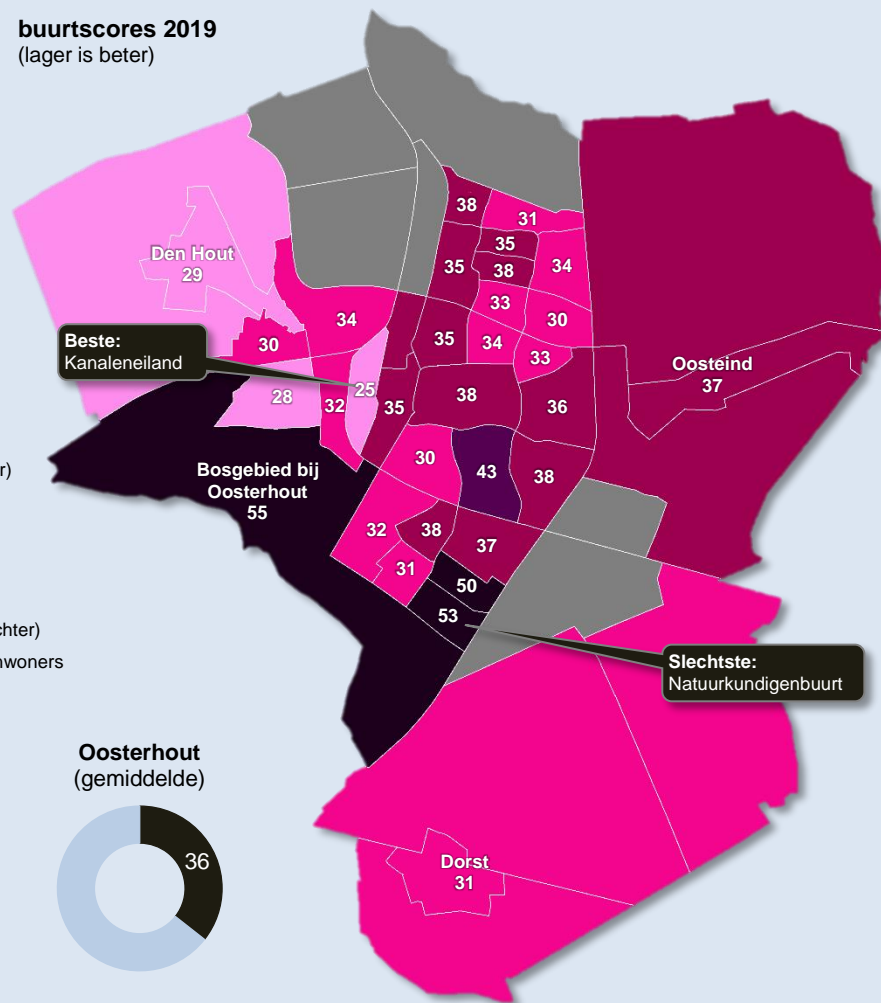 buurtscores 2019
(lager is beter)
38
31
35
34
35
38
Den Hout
29
33
30
34
35
34
30
33
Beste:
Kanaleneiland
Oosteind
37
25
28
32
35
38
36
30
43
38
Bosgebied bij
Oosterhout
55
32
38
37
31
50
53
Slechtste:
Natuurkundigenbuurt
Oosterhout
(gemiddelde)
36
Dorst
31